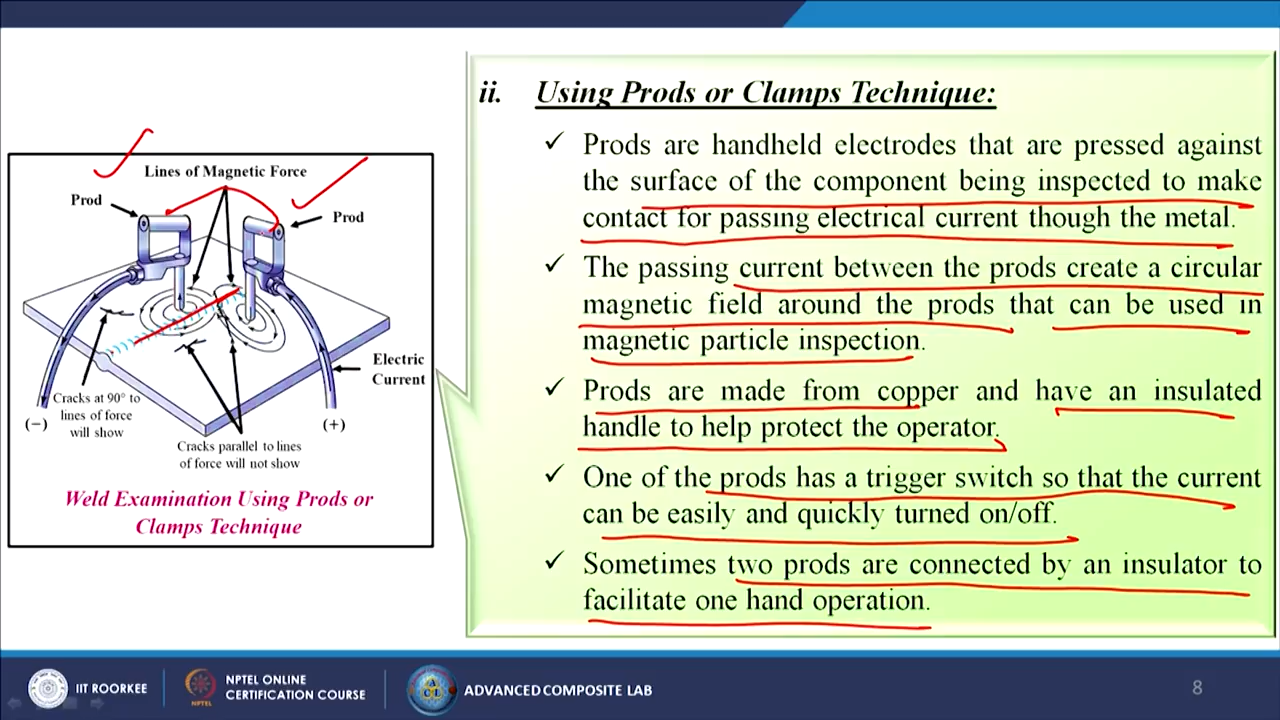 Lines of Magnetic Force
Prod
Prod
Electric
Current
Cracks at 90° to
lines of force
will show
(−)
(+)
Cracks parallel to lines
of force will not show
Weld Examination Using Prods or
Clamps Technique
ii. Using Prods or Clamps Technique:
✓ Prods are handheld electrodes that are pressed against
the surface of the component being inspected to make
contact for passing electrical current though the metal.
✓ The passing current between the prods create a circular
magnetic field around the prods that can be used in
magnetic particle inspection.
✓ Prods are made from copper and have an insulated
handle to help protect the operator.
✓ One of the prods has a trigger switch so that the current
can be easily and quickly turned on/off.
✓ Sometimes two prods are connected by an insulator to
facilitate one hand operation.
IIT ROORKEE
NPTEL
NPTEL ONLINE
CERTIFICATION COURSE
ADVANCED COMPOSITE LAB
8